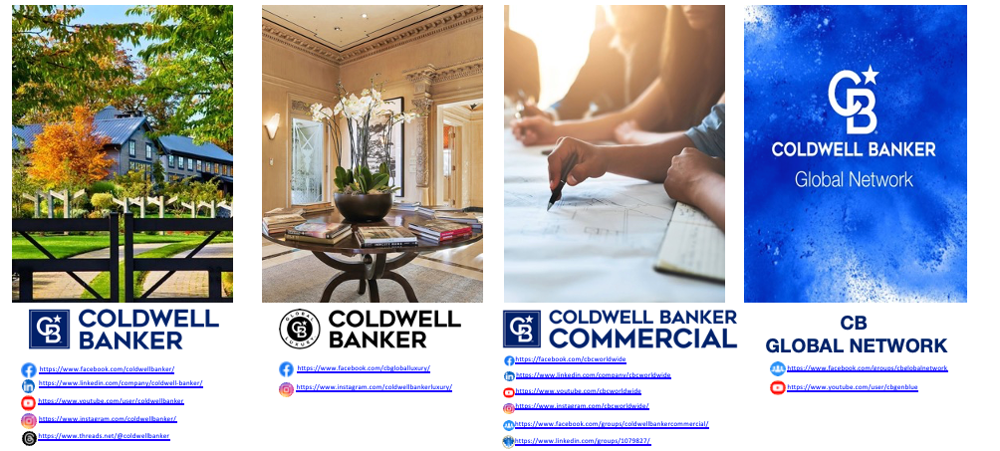 COLDWELL
BANKER
https://www.facebook.com/coldwellbanker/
https://www.linkedin.com/company/coldwell-banker/
https://www.youtube.com/user/coldwellbanker
https://www.instagram.com/coldwellbanker/
https://www.threads.net/@coldwellbanker
GLOBAL
CB
LUXURY
COLDWELL
BANKER
https://www.facebook.com/cbgloballuxury/
https://www.instagram.com/coldwellbankerluxury/
CB
COLDWELL BANKER
COMMERCIAL
https://facebook.com/cbcworldwide
https://www.linkedin.com/company/cbcworldwide
https://www.youtube.com/cbcworldwide
https://www.instagram.com/cbcworldwide/
https://www.facebook.com/groups/coldwellbankercommercial/
https://www.linkedin.com/groups/1079827/
CB
COLDWELL BANKER
Global Network
CB
GLOBAL NETWORK
https://www.facebook.com/groups/cbglobalnetwork
https://www.youtube.com/user/cbgenblue